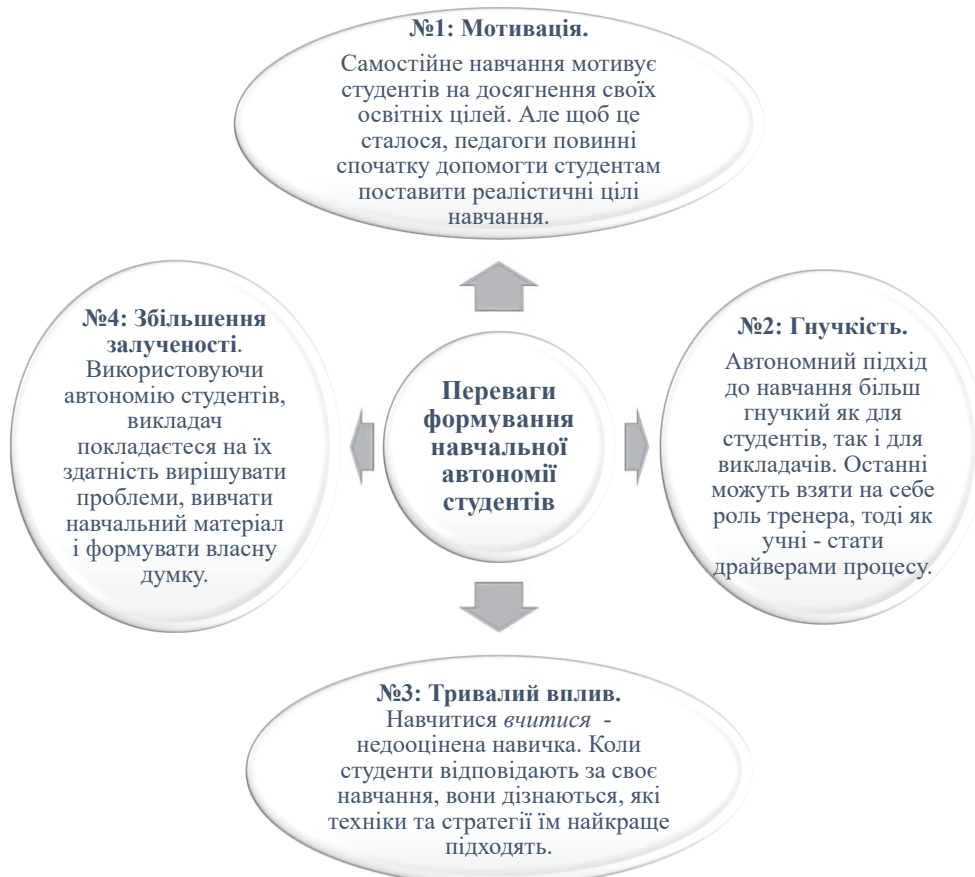 №1: Мотивація.
Самостійне навчання мотивує
студентів на досягнення своїх
освітніх цілей. Але щоб це
сталося, педагоги повинні
спочатку допомогти студентам
поставити реалістичні цілі
навчання.
№4: Збільшення
залученості.
Використовуючи
автономію студентів,
викладач
покладаєтеся на їх
здатність вирішувати
проблеми, вивчати
навчальний матеріал
і формувати власну
думку.
Переваги
формування
навчальної
автономії
студентів
№2: Гнучкість.
Автономний підхід
до навчання більш
гнучкий як для
студентів, так і для
викладачів. Останні
можуть взяти на себе
роль тренера, тоді як
учні - стати
драйверами процесу.
№3: Тривалий вплив.
Навчитися вчитися -
недооцінена навичка. Коли
студенти відповідають за своє
навчання, вони дізнаються, які
техніки та стратегії їм найкраще
підходять.